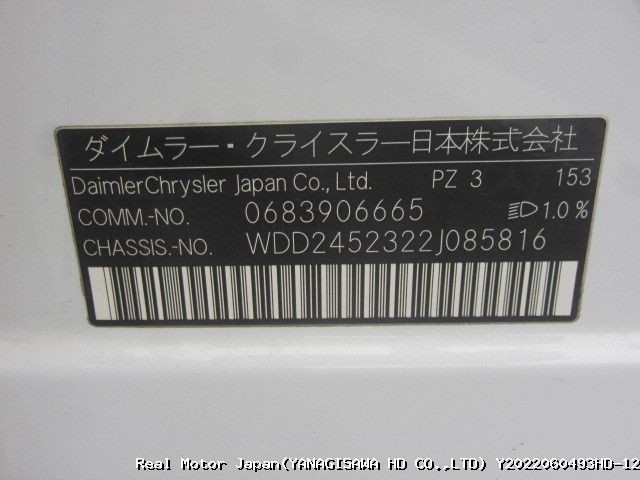 ダイムラー・クライスラー日本株式会社
DaimlerChrysler Japan Co., Ltd. PZ 3 153
COMM.-NO. 0683906665 1.0 %
CHASSIS.-NO. WDD2452322J085816
Real Motor Japan(YANAGISAWA HD CO.,LTD) Y2022060493HD-12